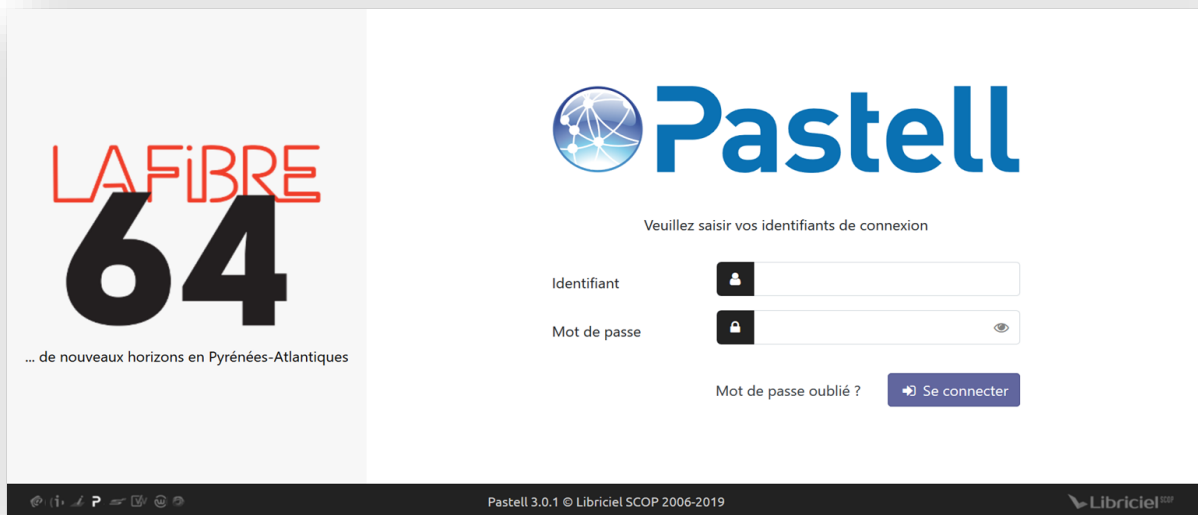 LAFiBRE
64
... de nouveaux horizons en Pyrénées-Atlantiques
Pastell
Veuillez saisir vos identifiants de connexion
Identifiant
Mot de passe
Mot de passe oublié ?
Se connecter
Pastell 3.0.1 © Libriciel SCOP 2006-2019
Libriciel SCOP